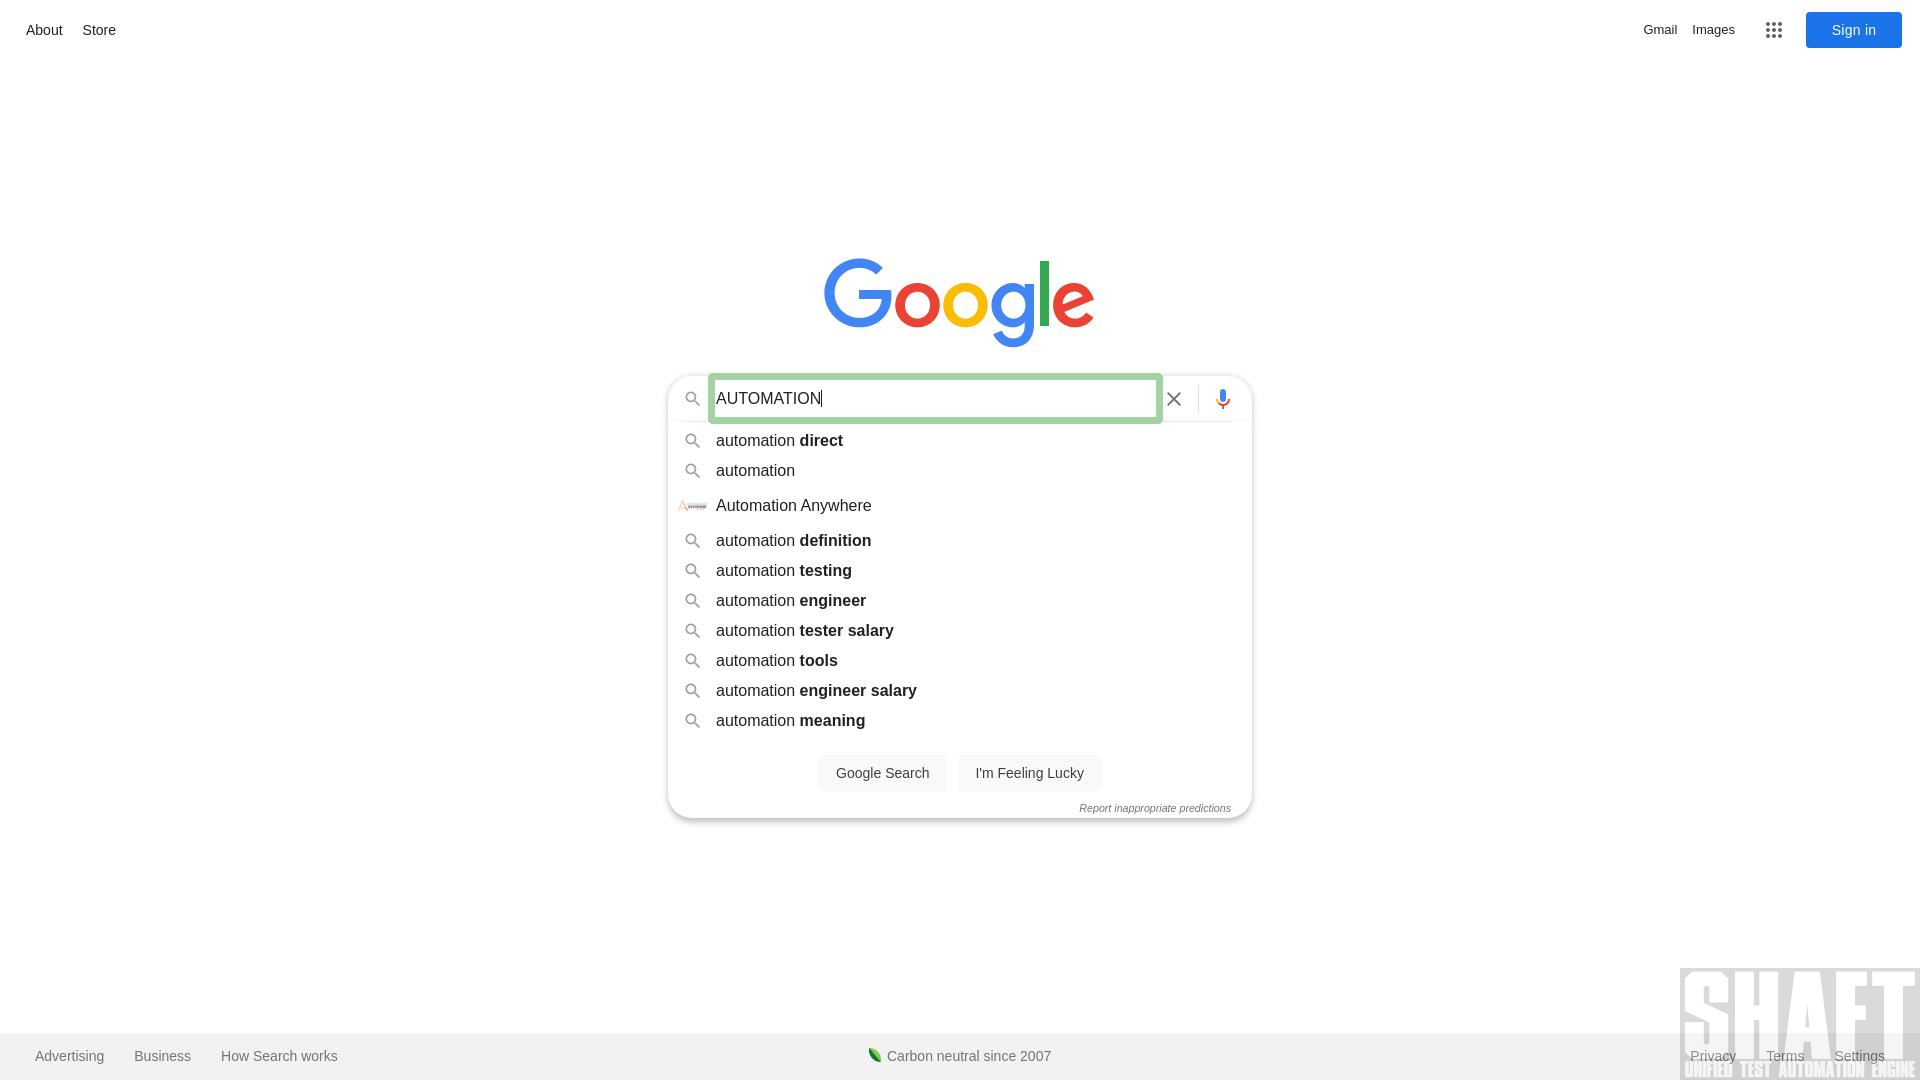 About Store Gmail Images Sign in
Google
AUTOMATION
automation direct
automation
Automation Anywhere
automation definition
automation testing
automation engineer
automation tester salary
automation tools
automation engineer salary
automation meaning
Google Search I'm Feeling Lucky
Report inappropriate predictions
SHAFT
Advertising Business How Search works Carbon neutral since 2007 Privacy Terms Settings
UNIFIED TEST AUTOMATION ENGINE